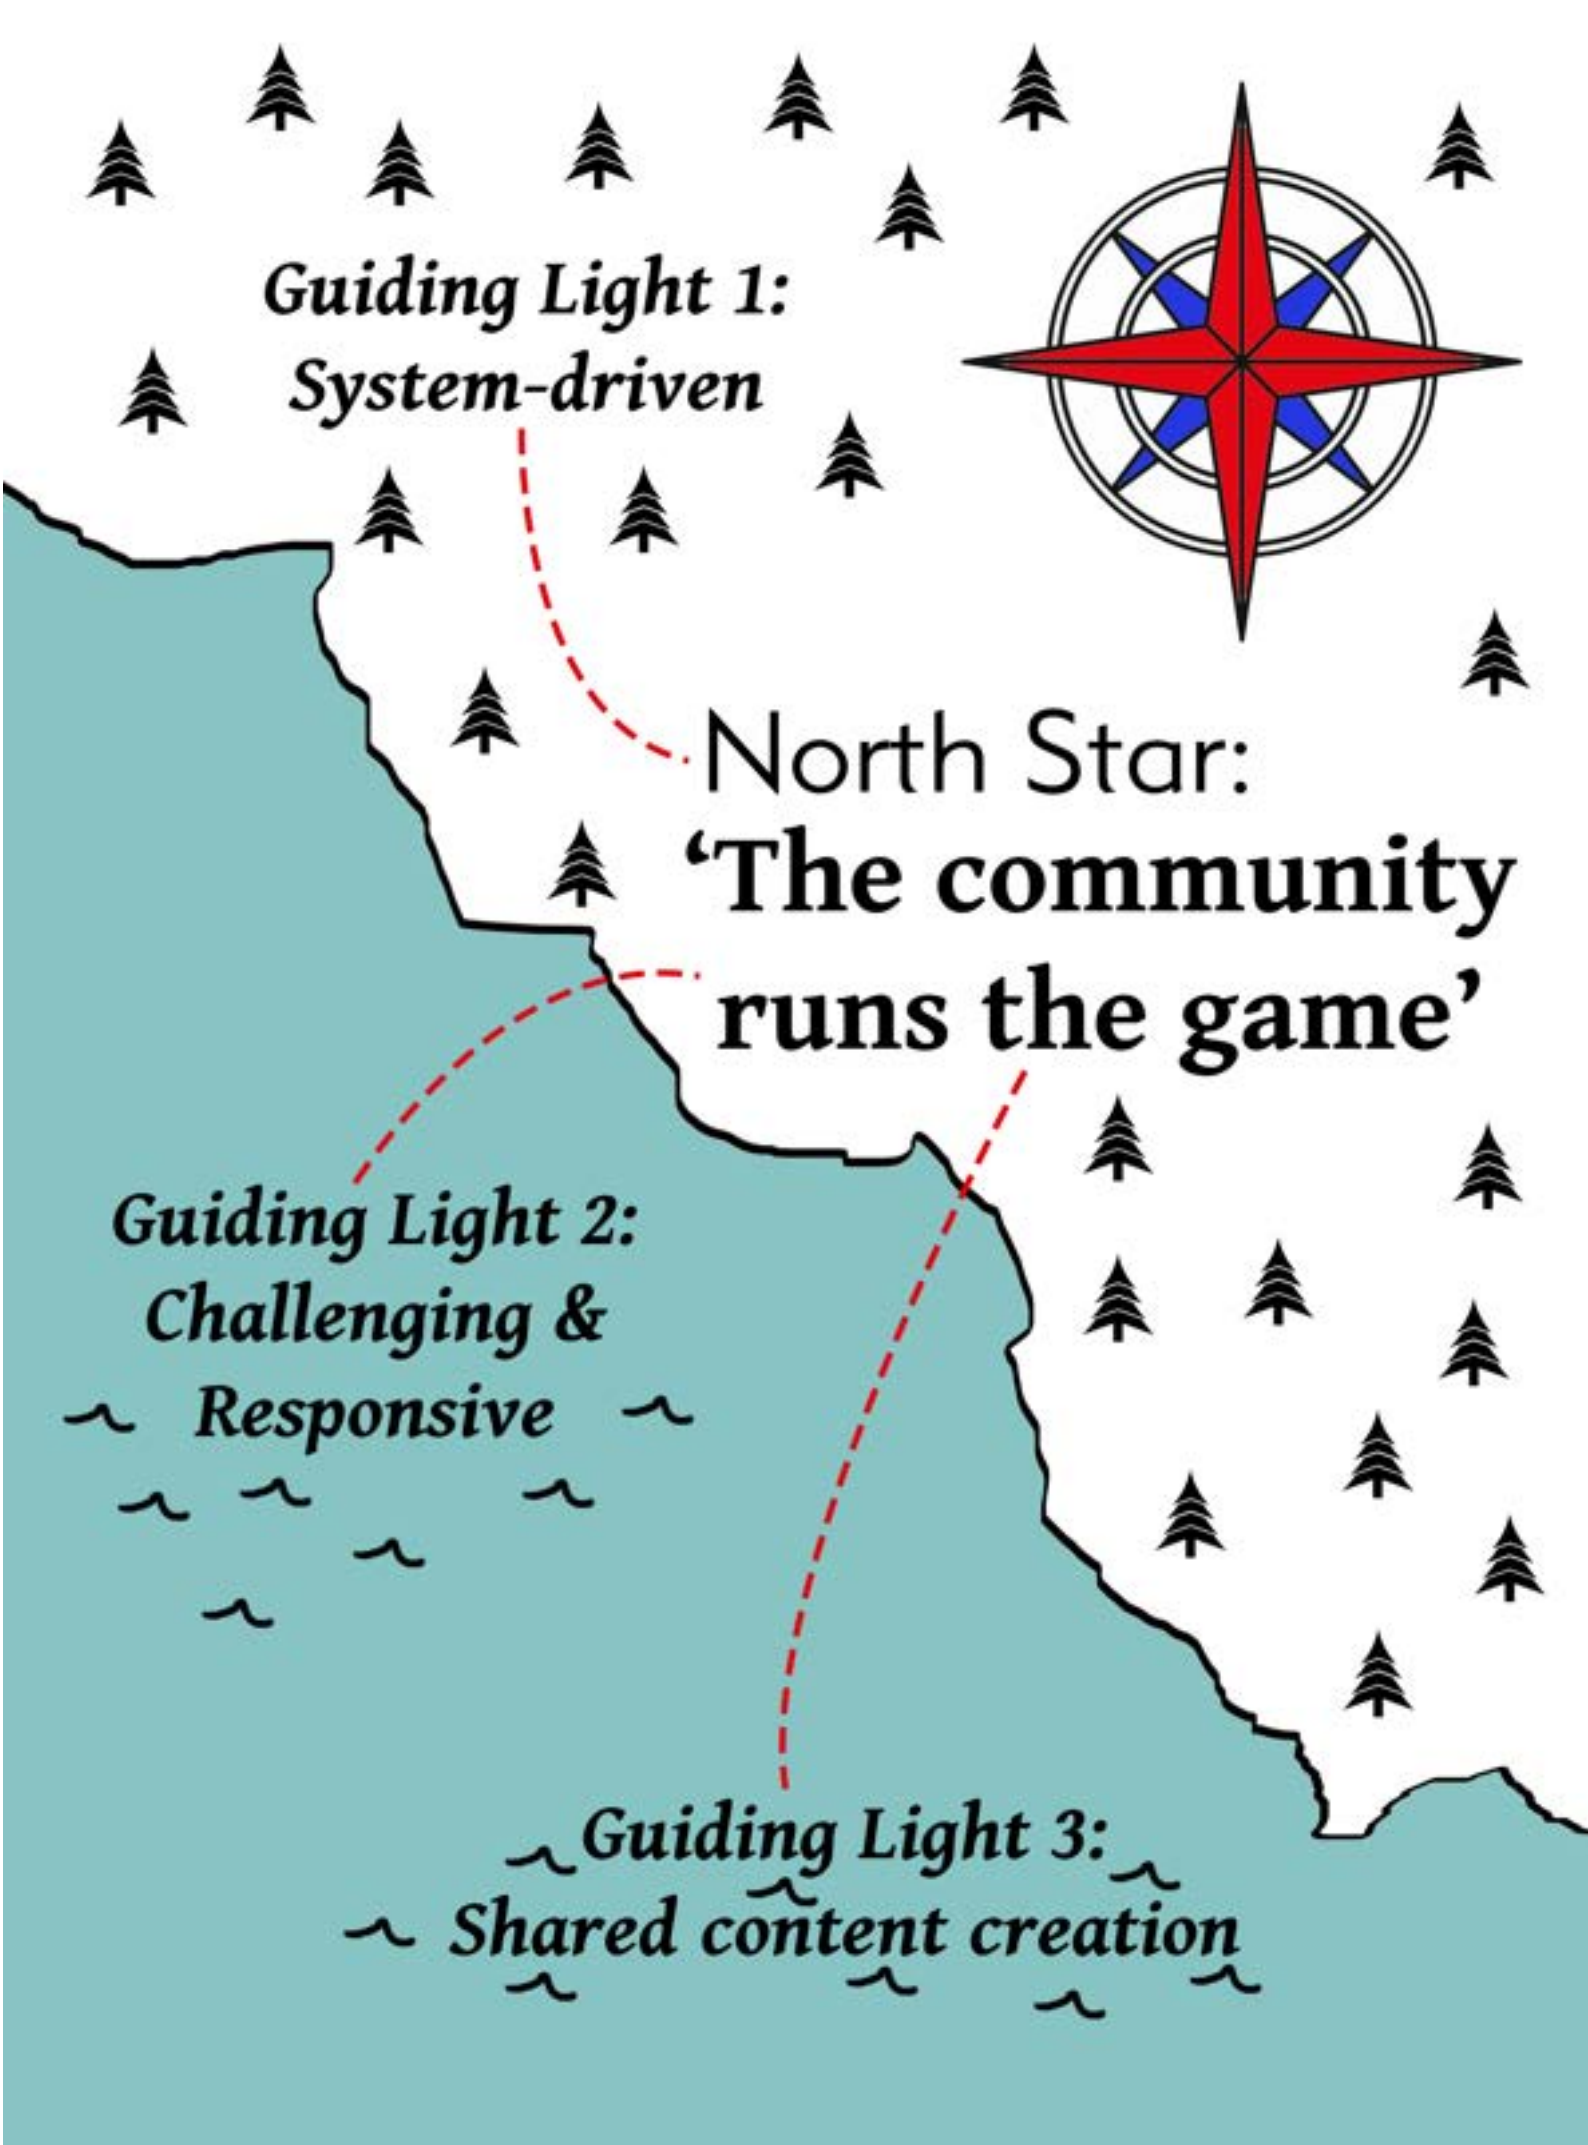 Guiding Light 1:
System-driven
North Star:
‘The community
runs the game’
Guiding Light 2:
Challenging &
Responsive
Guiding Light 3:
Shared content creation